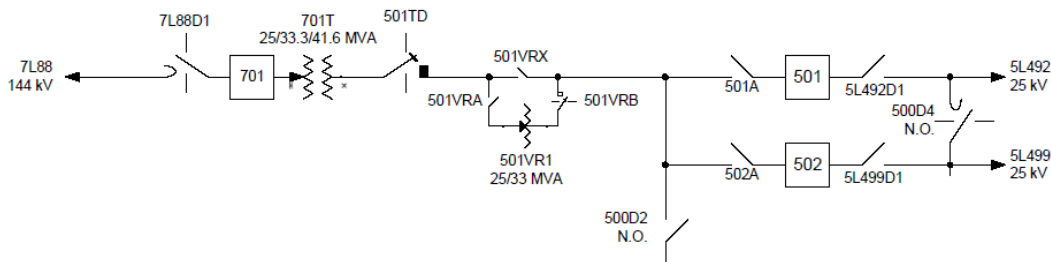 7L88D1
701T
25/33.3/41.6 MVA
501TD
7L88
144 kV
701
501VRX
501VRA
501VRB
501VR1
25/33 MVA
501A
501
5L492D1
5L492
25 kV
500D4
N.O.
502A
502
5L499D1
5L499
25 kV
500D2
N.O.